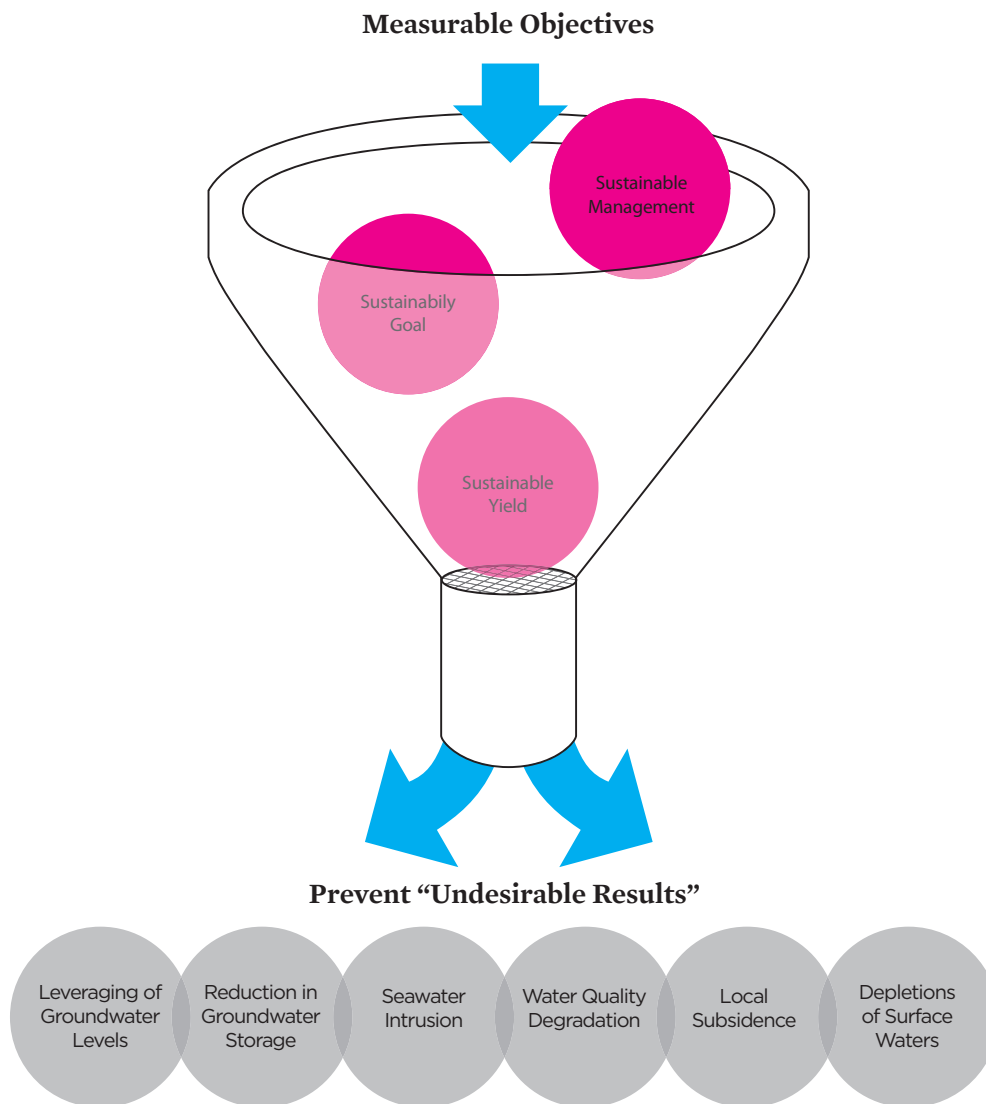 Measurable Objectives
Sustainable
Management
Sustainabily
Goal
Sustainable
Yield
Prevent “Undesirable Results”
Leveraging of
Groundwater
Levels
Reduction in
Groundwater
Storage
Seawater
Intrusion
Water Quality
Degradation
Local
Subsidence
Depletions
of Surface
Waters